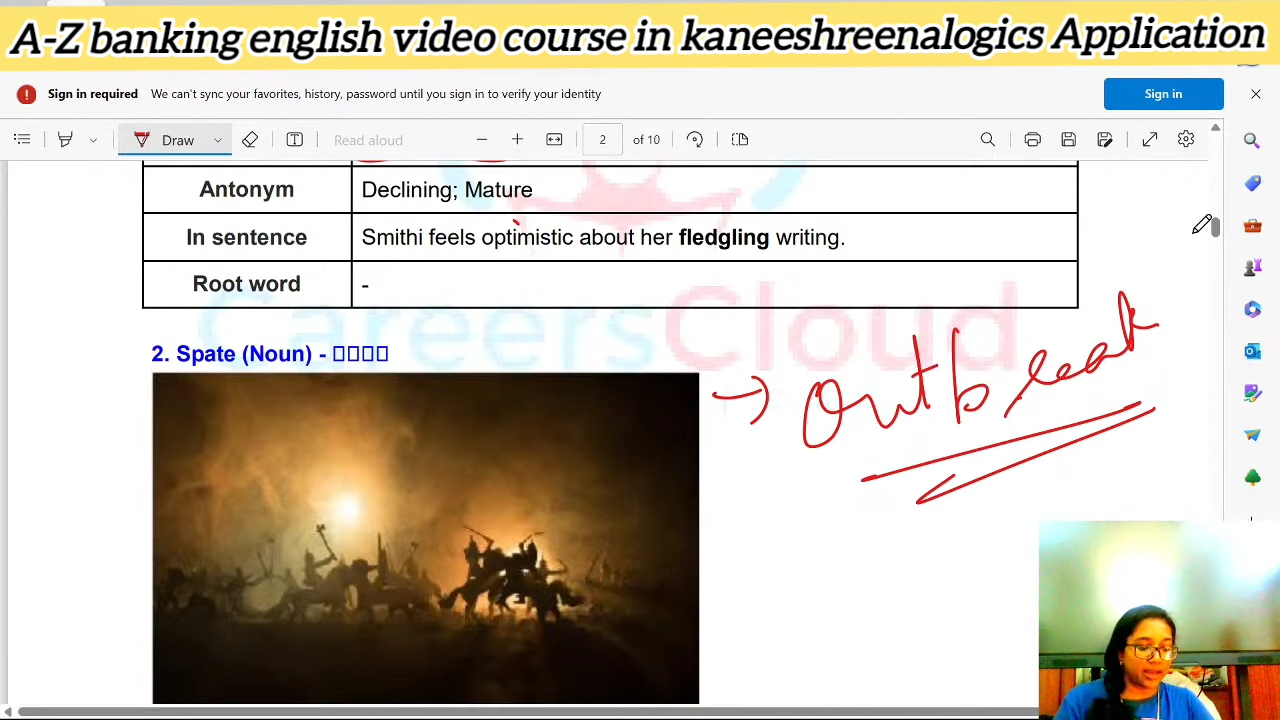 A-Z banking english video course in kaneeshreenalogics Application
Sign in required We can't sync your favorites, history, password until you sign in to verify your identity
Sign in
Draw
Read aloud
2 of 10
Antonym Declining; Mature
In sentence Smithi feels optimistic about her fledgling writing.
Root word -
CareersCloud
2. Spate (Noun) - □□□□
→ Outbreak